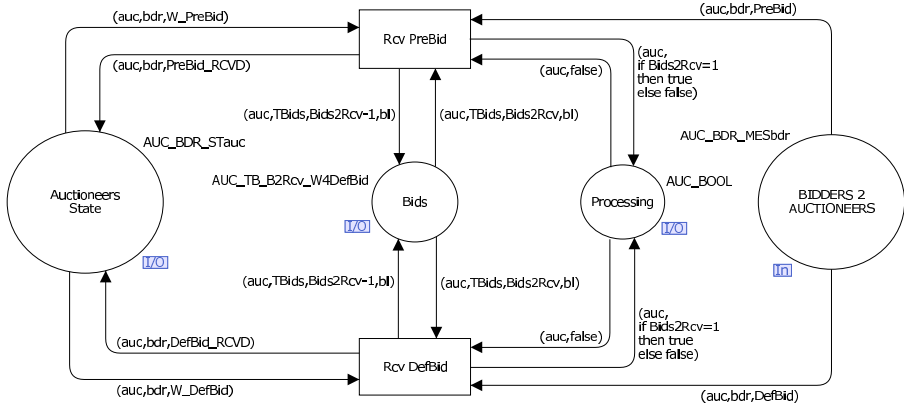 (auc,bdr,W_PreBid)
Rcv PreBid
(auc,bdr,PreBid)
(auc,bdr,PreBid_RCVD)
(auc,false)
(auc,
if Bids2Rcv=1
then true
else false)
(auc,TBids,Bids2Rcv-1,bl)
(auc,TBids,Bids2Rcv,bl)
AUC_BDR_STauc
AUC_BDR_MESbdr
AUC_TB_B2Rcv_W4DefBid
AUC_BOOL
Auctioneers
State
Bids
Processing
BIDDERS 2
AUCTIONEERS
I/O
I/O
I/O
In
(auc,TBids,Bids2Rcv-1,bl)
(auc,TBids,Bids2Rcv,bl)
(auc,
if Bids2Rcv=1
then true
else false)
(auc,false)
(auc,bdr,DefBid_RCVD)
Rcv DefBid
(auc,bdr,W_DefBid)
(auc,bdr,DefBid)